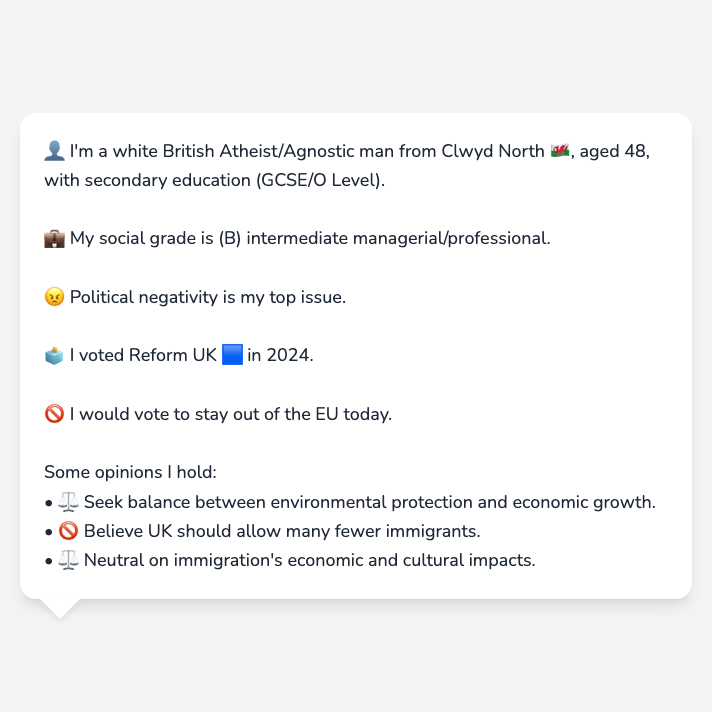 👤 I'm a white British Atheist/Agnostic man from Clwyd North 🏴󠁧󠁢󠁷󠁬󠁳󠁿, aged 48,
with secondary education (GCSE/O Level).
💼 My social grade is (B) intermediate managerial/professional.
😠 Political negativity is my top issue.
🗳️ I voted Reform UK 🟦 in 2024.
🚫 I would vote to stay out of the EU today.
Some opinions I hold:
• ⚖️ Seek balance between environmental protection and economic growth.
• 🚫 Believe UK should allow many fewer immigrants.
• ⚖️ Neutral on immigration's economic and cultural impacts.